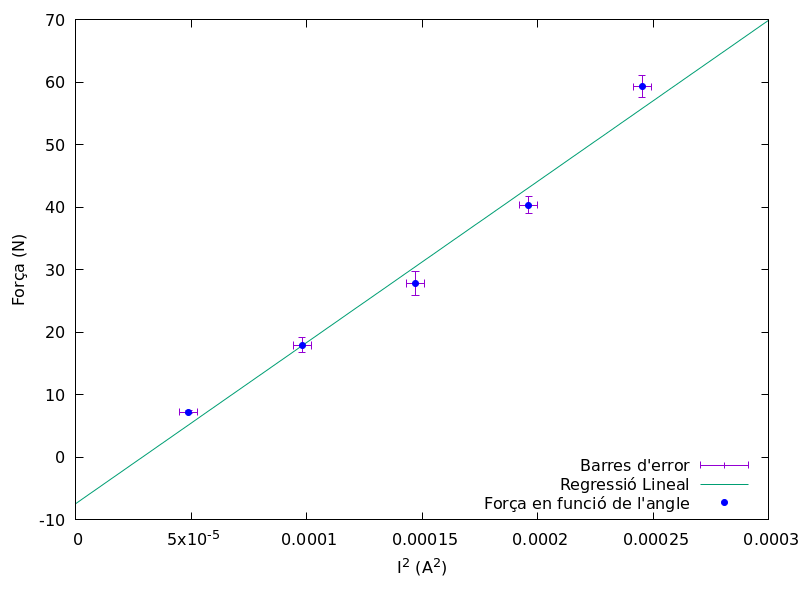 70
60
50
40
30
20
10
0
-10
Força (N)
0
5x10⁻⁵
0.0001
0.00015
0.0002
0.00025
0.0003
I² (A²)
Barres d'error
Regressió Lineal
Força en funció de l'angle